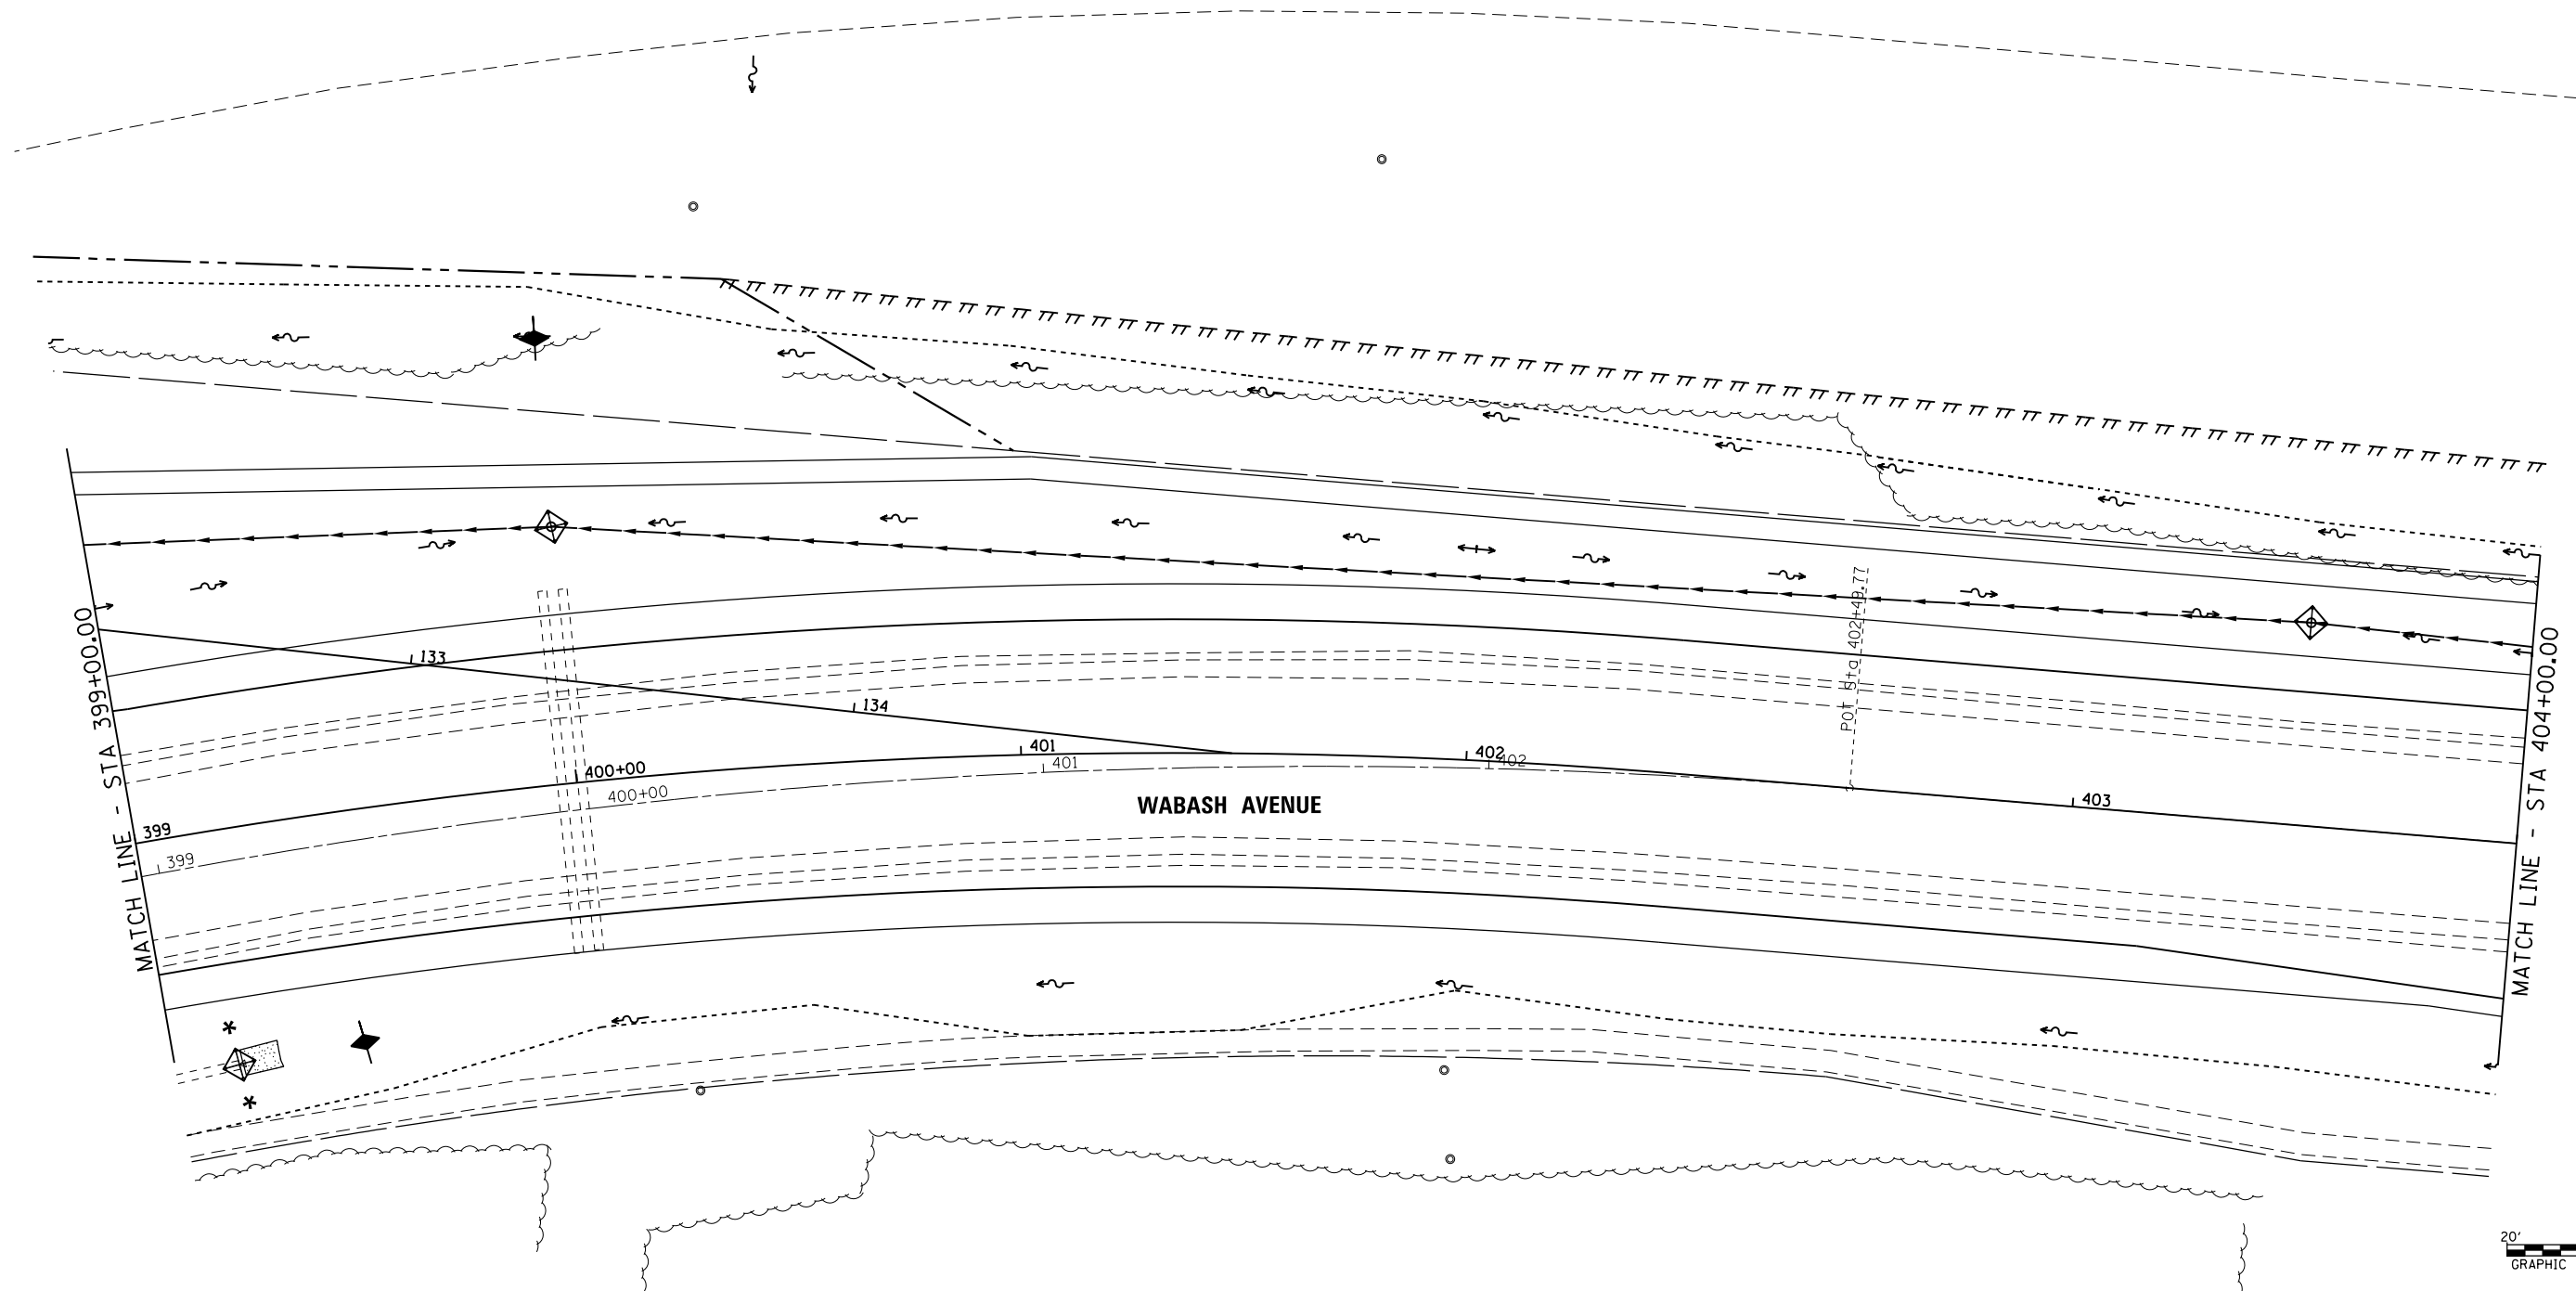 MATCH LINE - STA 399+00.00
133
134
399
400+00
401
402
403
399
400+00
401
402
POT Sta 402+49.77
WABASH AVENUE
MATCH LINE - STA 404+00.00
*
*
20'
GRAPHIC